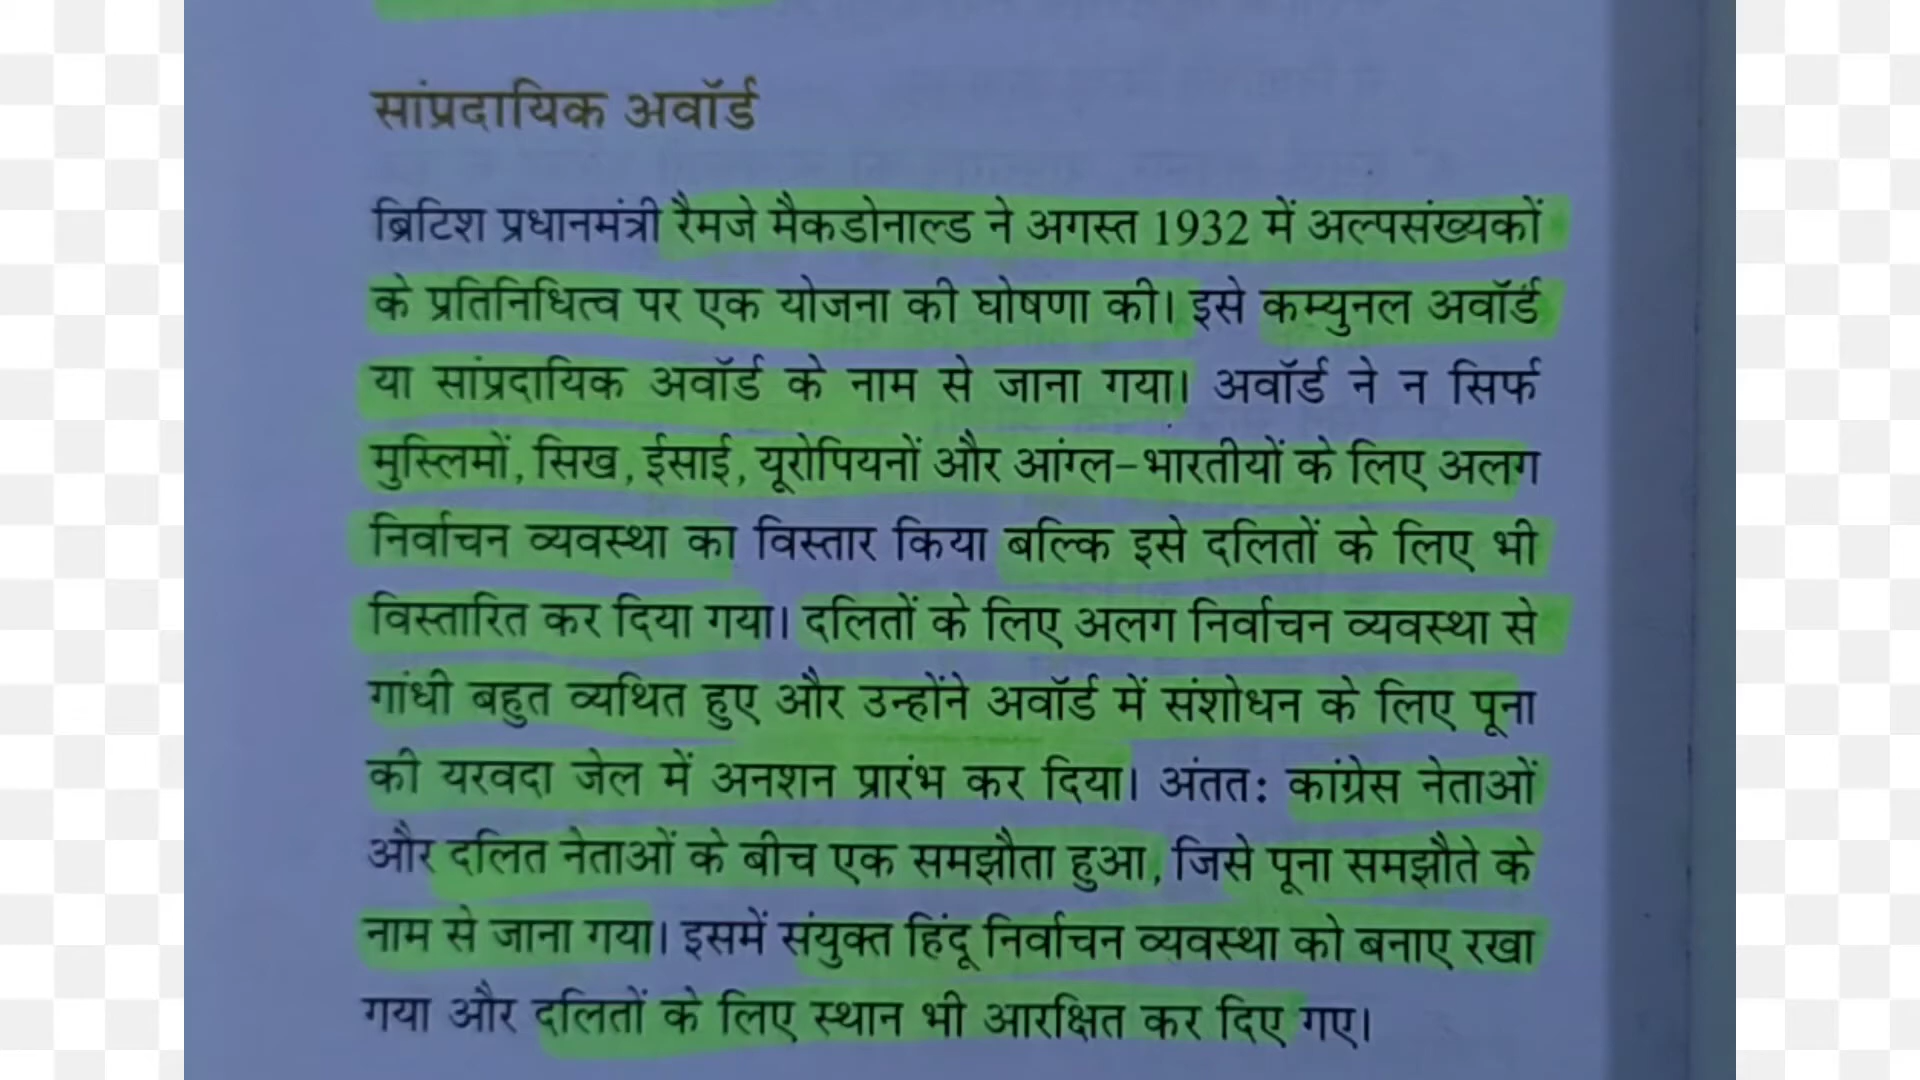 सांप्रदायिक अवॉर्ड
ब्रिटिश प्रधानमंत्री रैमजे मैकडोनाल्ड ने अगस्त 1932 में अल्पसंख्यकों
के प्रतिनिधित्व पर एक योजना की घोषणा की। इसे कम्युनल अवॉर्ड
या सांप्रदायिक अवॉर्ड के नाम से जाना गया। अवॉर्ड ने न सिर्फ
मुस्लिमों, सिख, ईसाई, यूरोपियनों और आंग्ल-भारतीयों के लिए अलग
निर्वाचन व्यवस्था का विस्तार किया बल्कि इसे दलितों के लिए भी
विस्तारित कर दिया गया। दलितों के लिए अलग निर्वाचन व्यवस्था से
गांधी बहुत व्यथित हुए और उन्होंने अवॉर्ड में संशोधन के लिए पूना
की यरवदा जेल में अनशन प्रारंभ कर दिया। अंतत: कांग्रेस नेताओं
और दलित नेताओं के बीच एक समझौता हुआ, जिसे पूना समझौते के
नाम से जाना गया। इसमें संयुक्त हिंदू निर्वाचन व्यवस्था को बनाए रखा
गया और दलितों के लिए स्थान भी आरक्षित कर दिए गए।